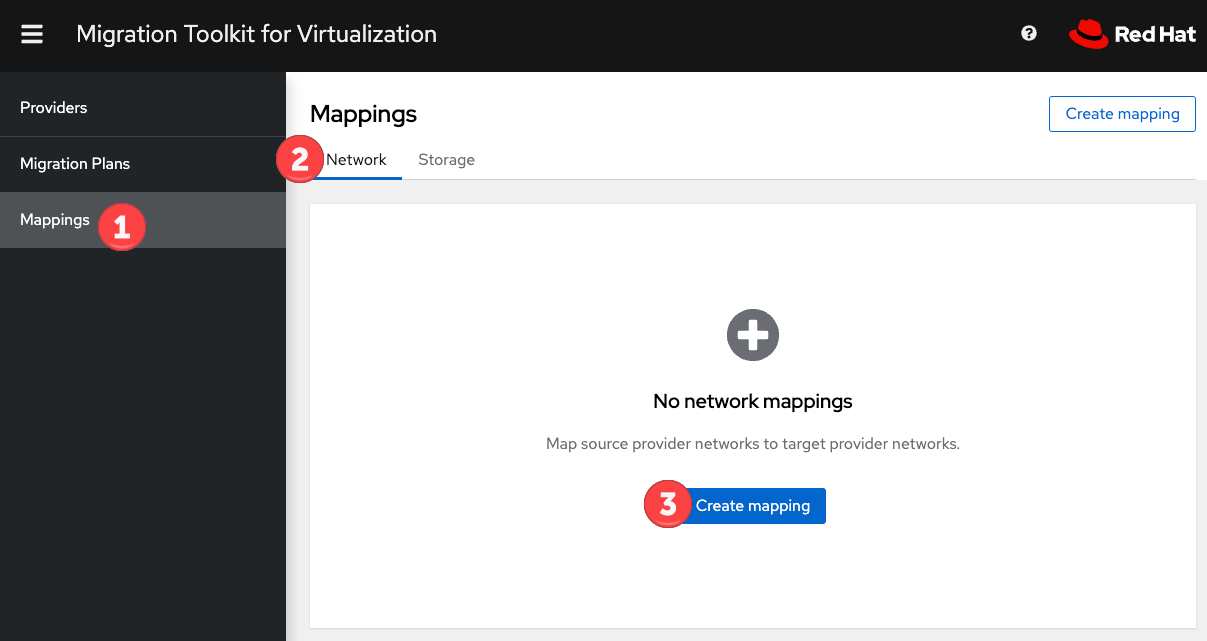 Migration Toolkit for Virtualization
Red Hat
Providers
Migration Plans
Mappings
1
Mappings
Create mapping
2
Network
Storage
No network mappings
Map source provider networks to target provider networks.
3
Create mapping